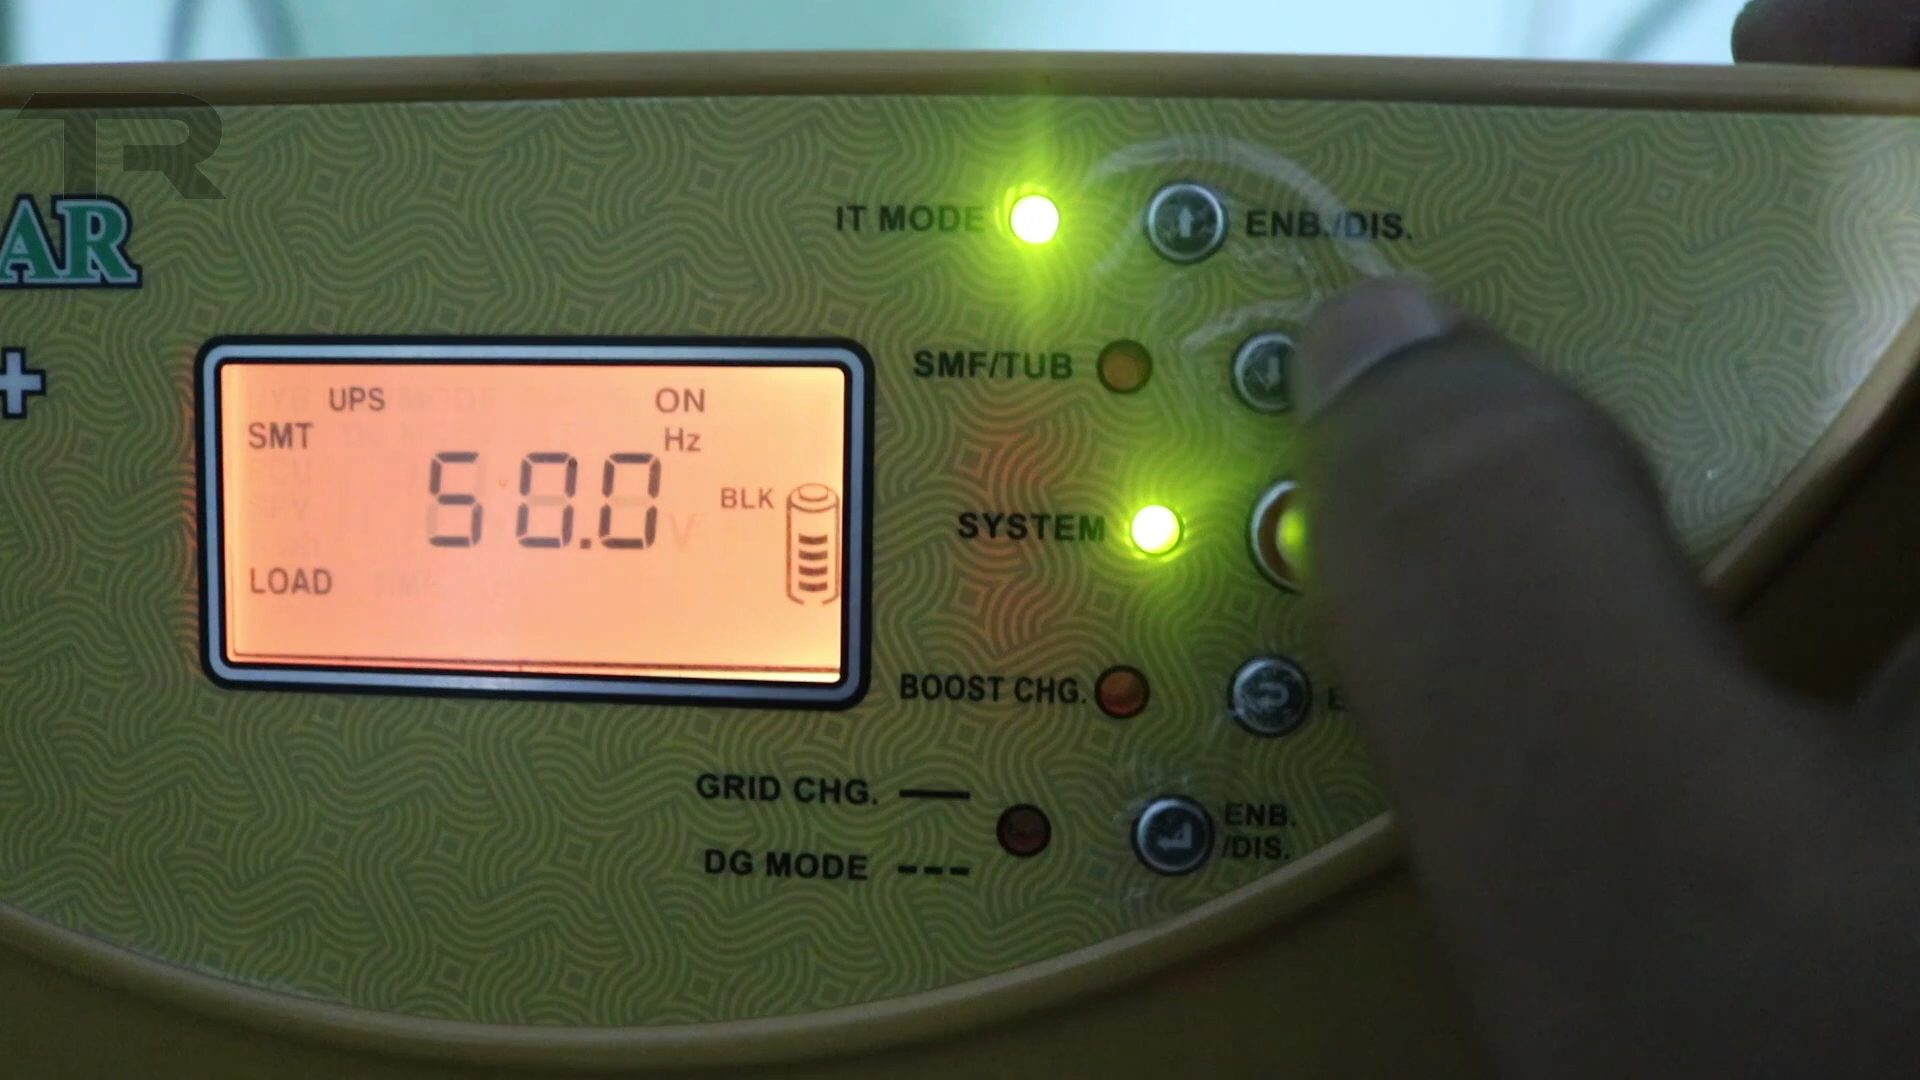 TR
AR
+
IT MODE
ENB./DIS.
SMF/TUB
UPS
ON
SMT
Hz
50.0
BLK
SYSTEM
LOAD
BOOST CHG.
E
GRID CHG.
ENB.
/DIS.
DG MODE